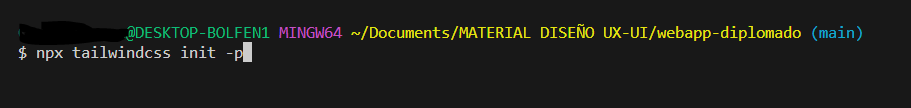 @DESKTOP-BOLFEN1 MINGW64 ~/Documents/MATERIAL DISEÑO UX-UI/webapp-diplomado (main)
$ npx tailwindcss init -p